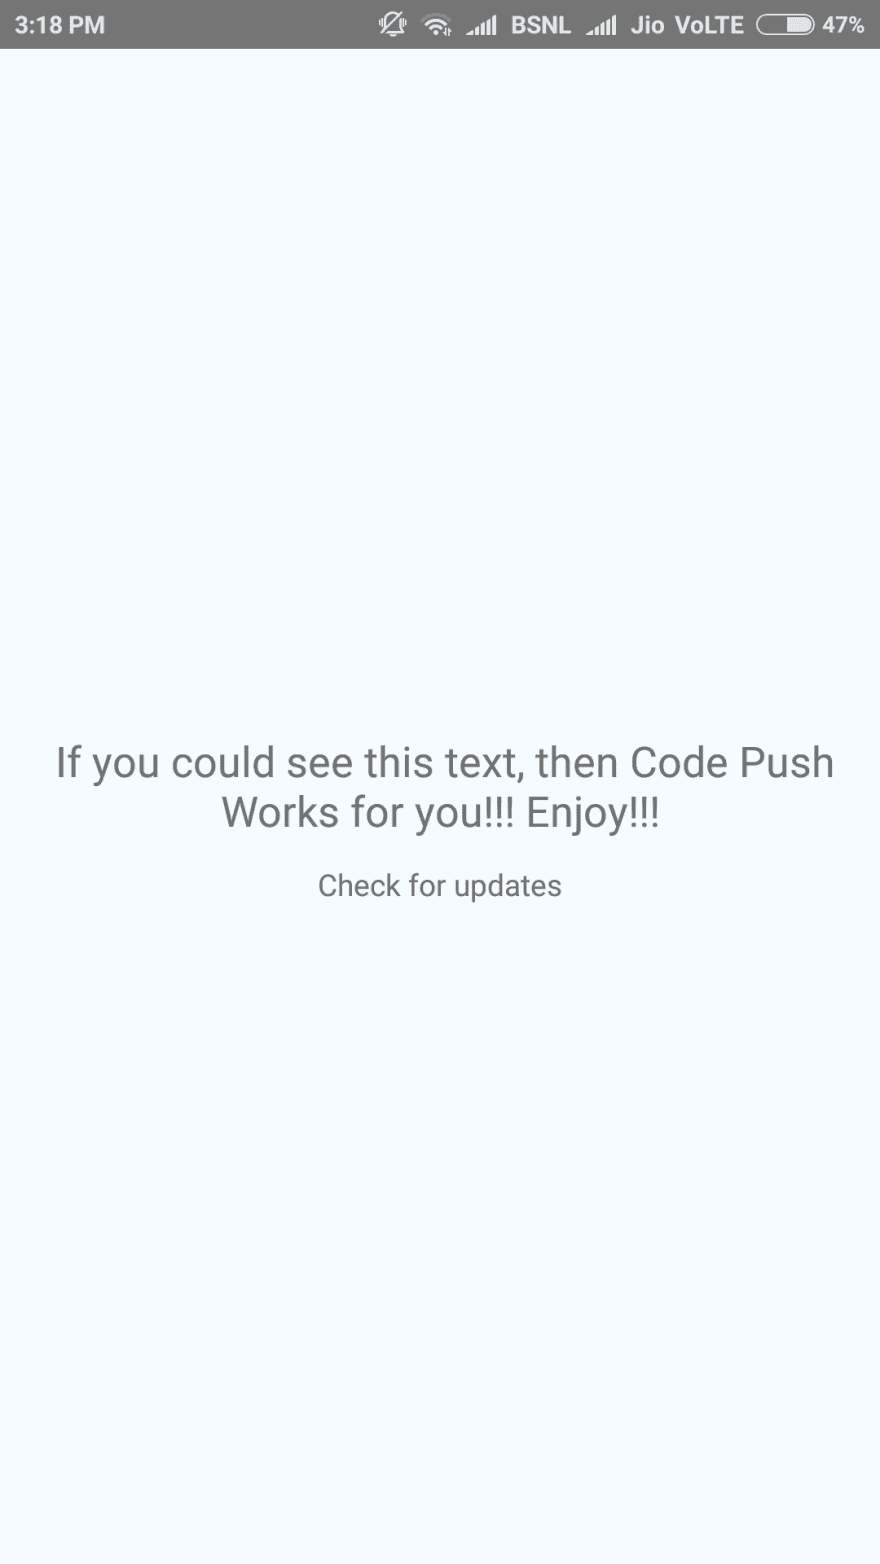 3:18 PM BSNL Jio VoLTE 47%
If you could see this text, then Code Push
Works for you!!! Enjoy!!!
Check for updates